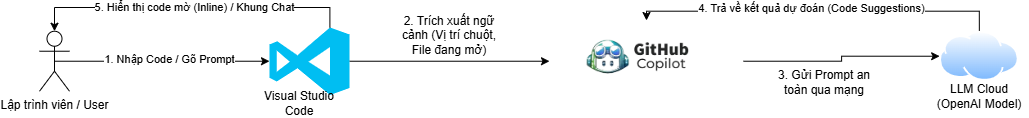 5. Hiển thị code mờ (Inline) / Khung Chat
1. Nhập Code / Gõ Prompt
Lập trình viên / User
Visual Studio
Code
2. Trích xuất ngữ
cảnh (Vị trí chuột,
File đang mở)
GitHub
Copilot
4. Trả về kết quả dự đoán (Code Suggestions)
3. Gửi Prompt an
toàn qua mạng
LLM Cloud
(OpenAI Model)